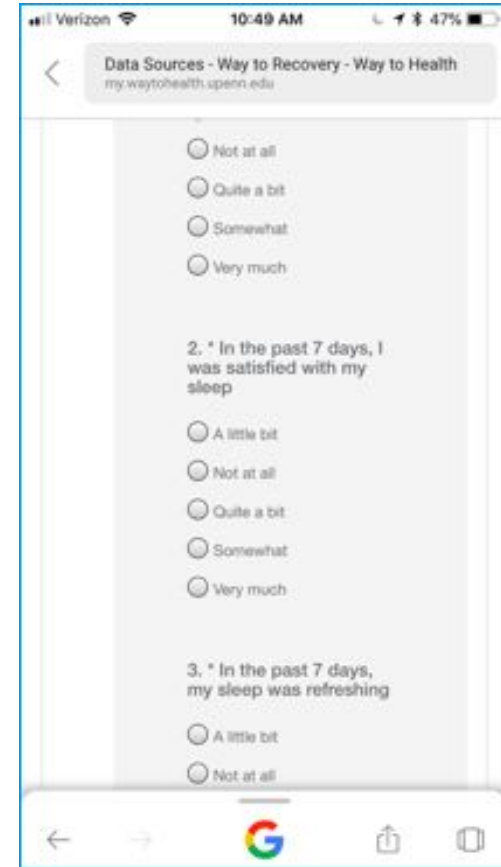 Verizon 10:49 AM 47%
Data Sources - Way to Recovery - Way to Health
my.waytohealth.upenn.edu
Not at all
Quite a bit
Somewhat
Very much
2. * In the past 7 days, I
was satisfied with my
sleep
A little bit
Not at all
Quite a bit
Somewhat
Very much
3. * In the past 7 days,
my sleep was refreshing
A little bit
Not at all
G